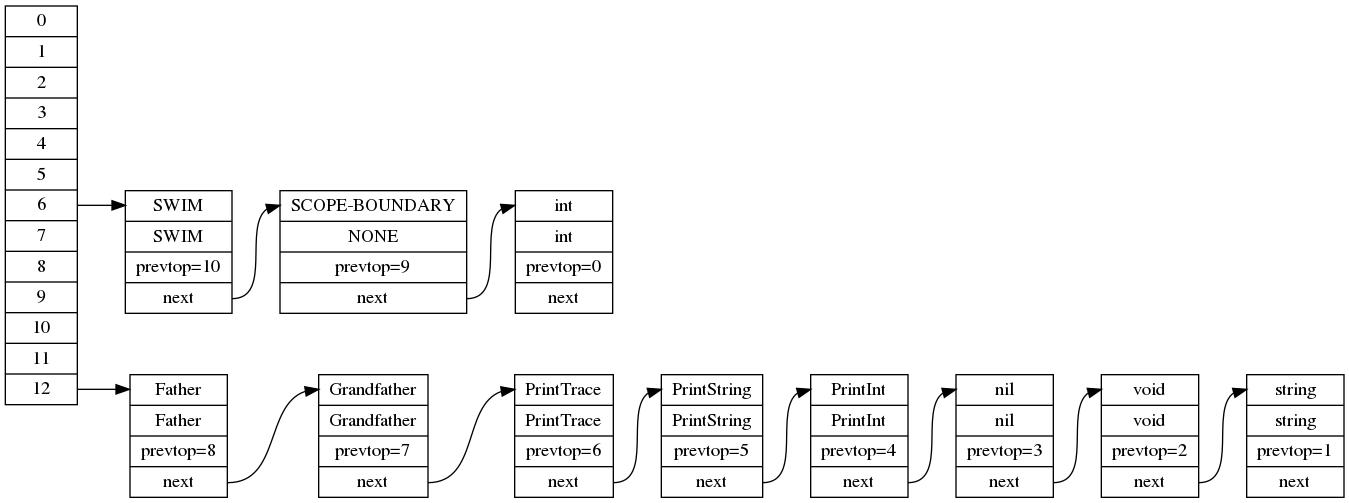 0
1
2
3
4
5
6
7
8
9
10
11
12
SWIM
SWIM
prevtop=10
next
SCOPE-BOUNDARY
NONE
prevtop=9
next
int
int
prevtop=0
next
Father
Father
prevtop=8
next
Grandfather
Grandfather
prevtop=7
next
PrintTrace
PrintTrace
prevtop=6
next
PrintString
PrintString
prevtop=5
next
PrintInt
PrintInt
prevtop=4
next
nil
nil
prevtop=3
next
void
void
prevtop=2
next
string
string
prevtop=1
next